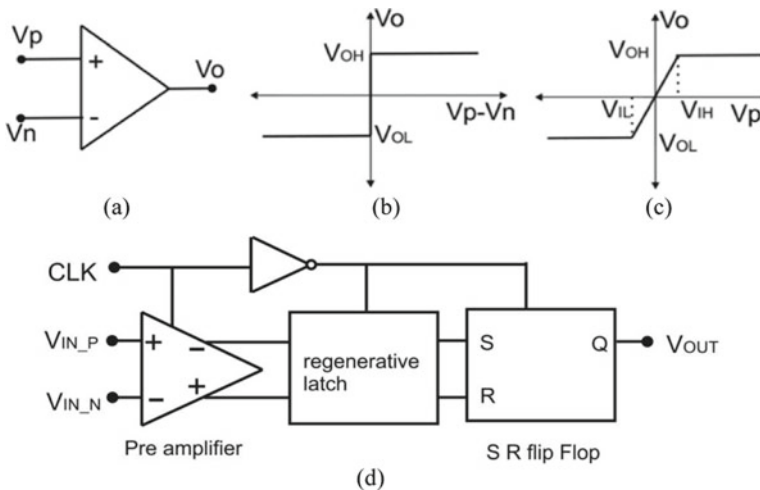 Vp
+
Vn
-
Vo
(a)
Vo
VOH
Vp-Vn
VOL
(b)
Vo
VOH
VIL
VIH
Vp
VOL
(c)
CLK
VIN_P
+
-
VIN_N
-
+
Pre amplifier
regenerative
latch
S
R
Q
VOUT
S R flip Flop
(d)